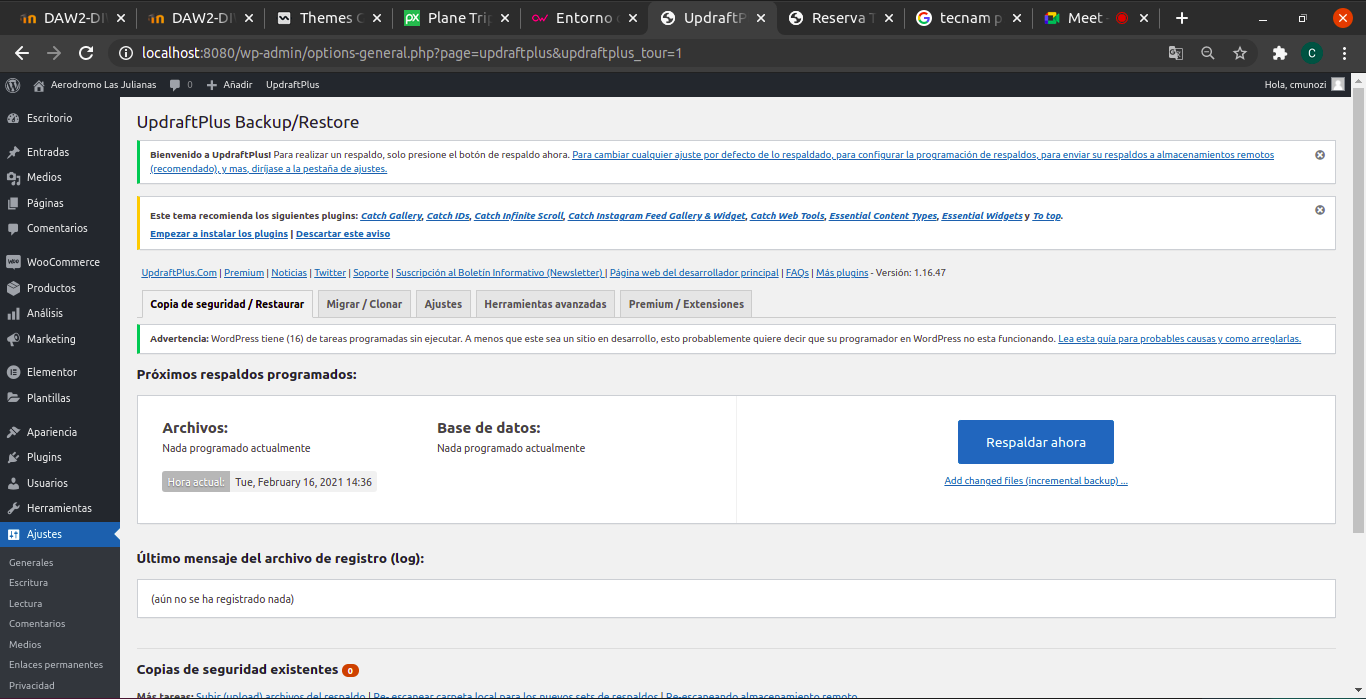 DAW2-DI
DAW2-DI
Themes
Plane Trip
Entorno
UpdraftP
Reserva T
tecnam p
Meet
localhost:8080/wp-admin/options-general.php?page=updraftplus&updraftplus_tour=1
C
Aerodromo Las Julianas 0 Añadir UpdraftPlus Hola, cmunozi
Escritorio
Entradas
Medios
Páginas
Comentarios
WooCommerce
Productos
Análisis
Marketing
Elementor
Plantillas
Apariencia
Plugins
Usuarios
Herramientas
Ajustes
Generales
Escritura
Lectura
Comentarios
Medios
Enlaces permanentes
Privacidad
UpdraftPlus Backup/Restore
Bienvenido a UpdraftPlus! Para realizar un respaldo, solo presione el botón de respaldo ahora. Para cambiar cualquier ajuste por defecto de lo respaldado, para configurar la programación de respaldos, para enviar su respaldos a almacenamientos remotos
(recomendado), y mas, diríjase a la pestaña de ajustes.
Este tema recomienda los siguientes plugins: Catch Gallery, Catch IDs, Catch Infinite Scroll, Catch Instagram Feed Gallery & Widget, Catch Web Tools, Essential Content Types, Essential Widgets y To top.
Empezar a instalar los plugins | Descartar este aviso
UpdraftPlus.Com | Premium | Noticias | Twitter | Soporte | Suscripción al Boletín Informativo (Newsletter) | Página web del desarrollador principal | FAQs | Más plugins - Versión: 1.16.47
Copia de seguridad / Restaurar Migrar / Clonar Ajustes Herramientas avanzadas Premium / Extensiones
Advertencia: WordPress tiene (16) de tareas programadas sin ejecutar. A menos que este sea un sitio en desarrollo, esto probablemente quiere decir que su programador en WordPress no esta funcionando. Lea esta guía para probables causas y como arreglarlas.
Próximos respaldos programados:
Archivos:
Nada programado actualmente
Base de datos:
Nada programado actualmente
Hora actual: Tue, February 16, 2021 14:36
Respaldar ahora
Add changed files (incremental backup) ...
Último mensaje del archivo de registro (log):
(aún no se ha registrado nada)
Copias de seguridad existentes 0
Más tareas: Subir (upload) archivos del respaldo | Re- escanear carpeta local para los nuevos sets de respaldos | Re-escaneando almacenamiento remoto